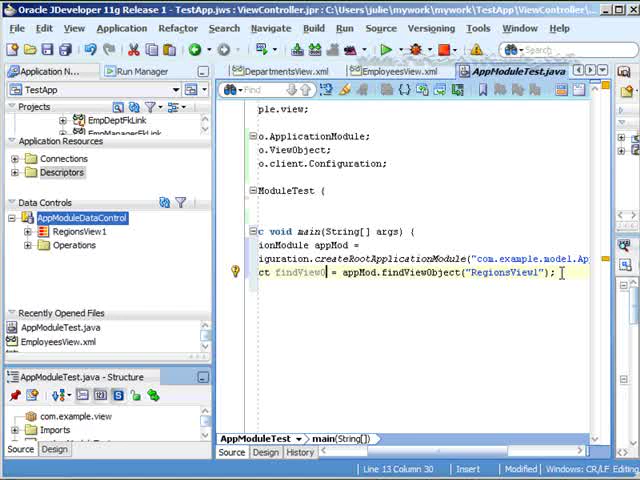 Oracle JDeveloper 11g Release 1 - TestApp.jws : ViewController.jpr : C:\Users\julie\mywork\mywork\TestApp\ViewController\
File Edit View Application Refactor Search Navigate Build Run Source Versioning Tools Window Help
Search
Application N... Run Manager
TestApp
Projects
EmpDeptFkLink
EmpManagerFkLink
Application Resources
Connections
Descriptors
Data Controls
AppModuleDataControl
RegionsView1
Operations
Recently Opened Files
AppModuleTest.java
EmployeesView.xml
AppModuleTest.java - Structure
com.example.view
Imports
Source Design
DepartmentsView.xml EmployeesView.xml AppModuleTest.java
Find
ple.view;
o.ApplicationModule;
o.ViewObject;
o.client.Configuration;
ModuleTest {
c void main(String[] args) {
ionModule appMod =
iguration.createRootApplicationModule("com.example.model.Ap
ct findViewO = appMod.findViewObject("RegionsView1");
AppModuleTest main(String[])
Source Design History
Line 13 Column 30 Insert Modified Windows: CR/LF Editing